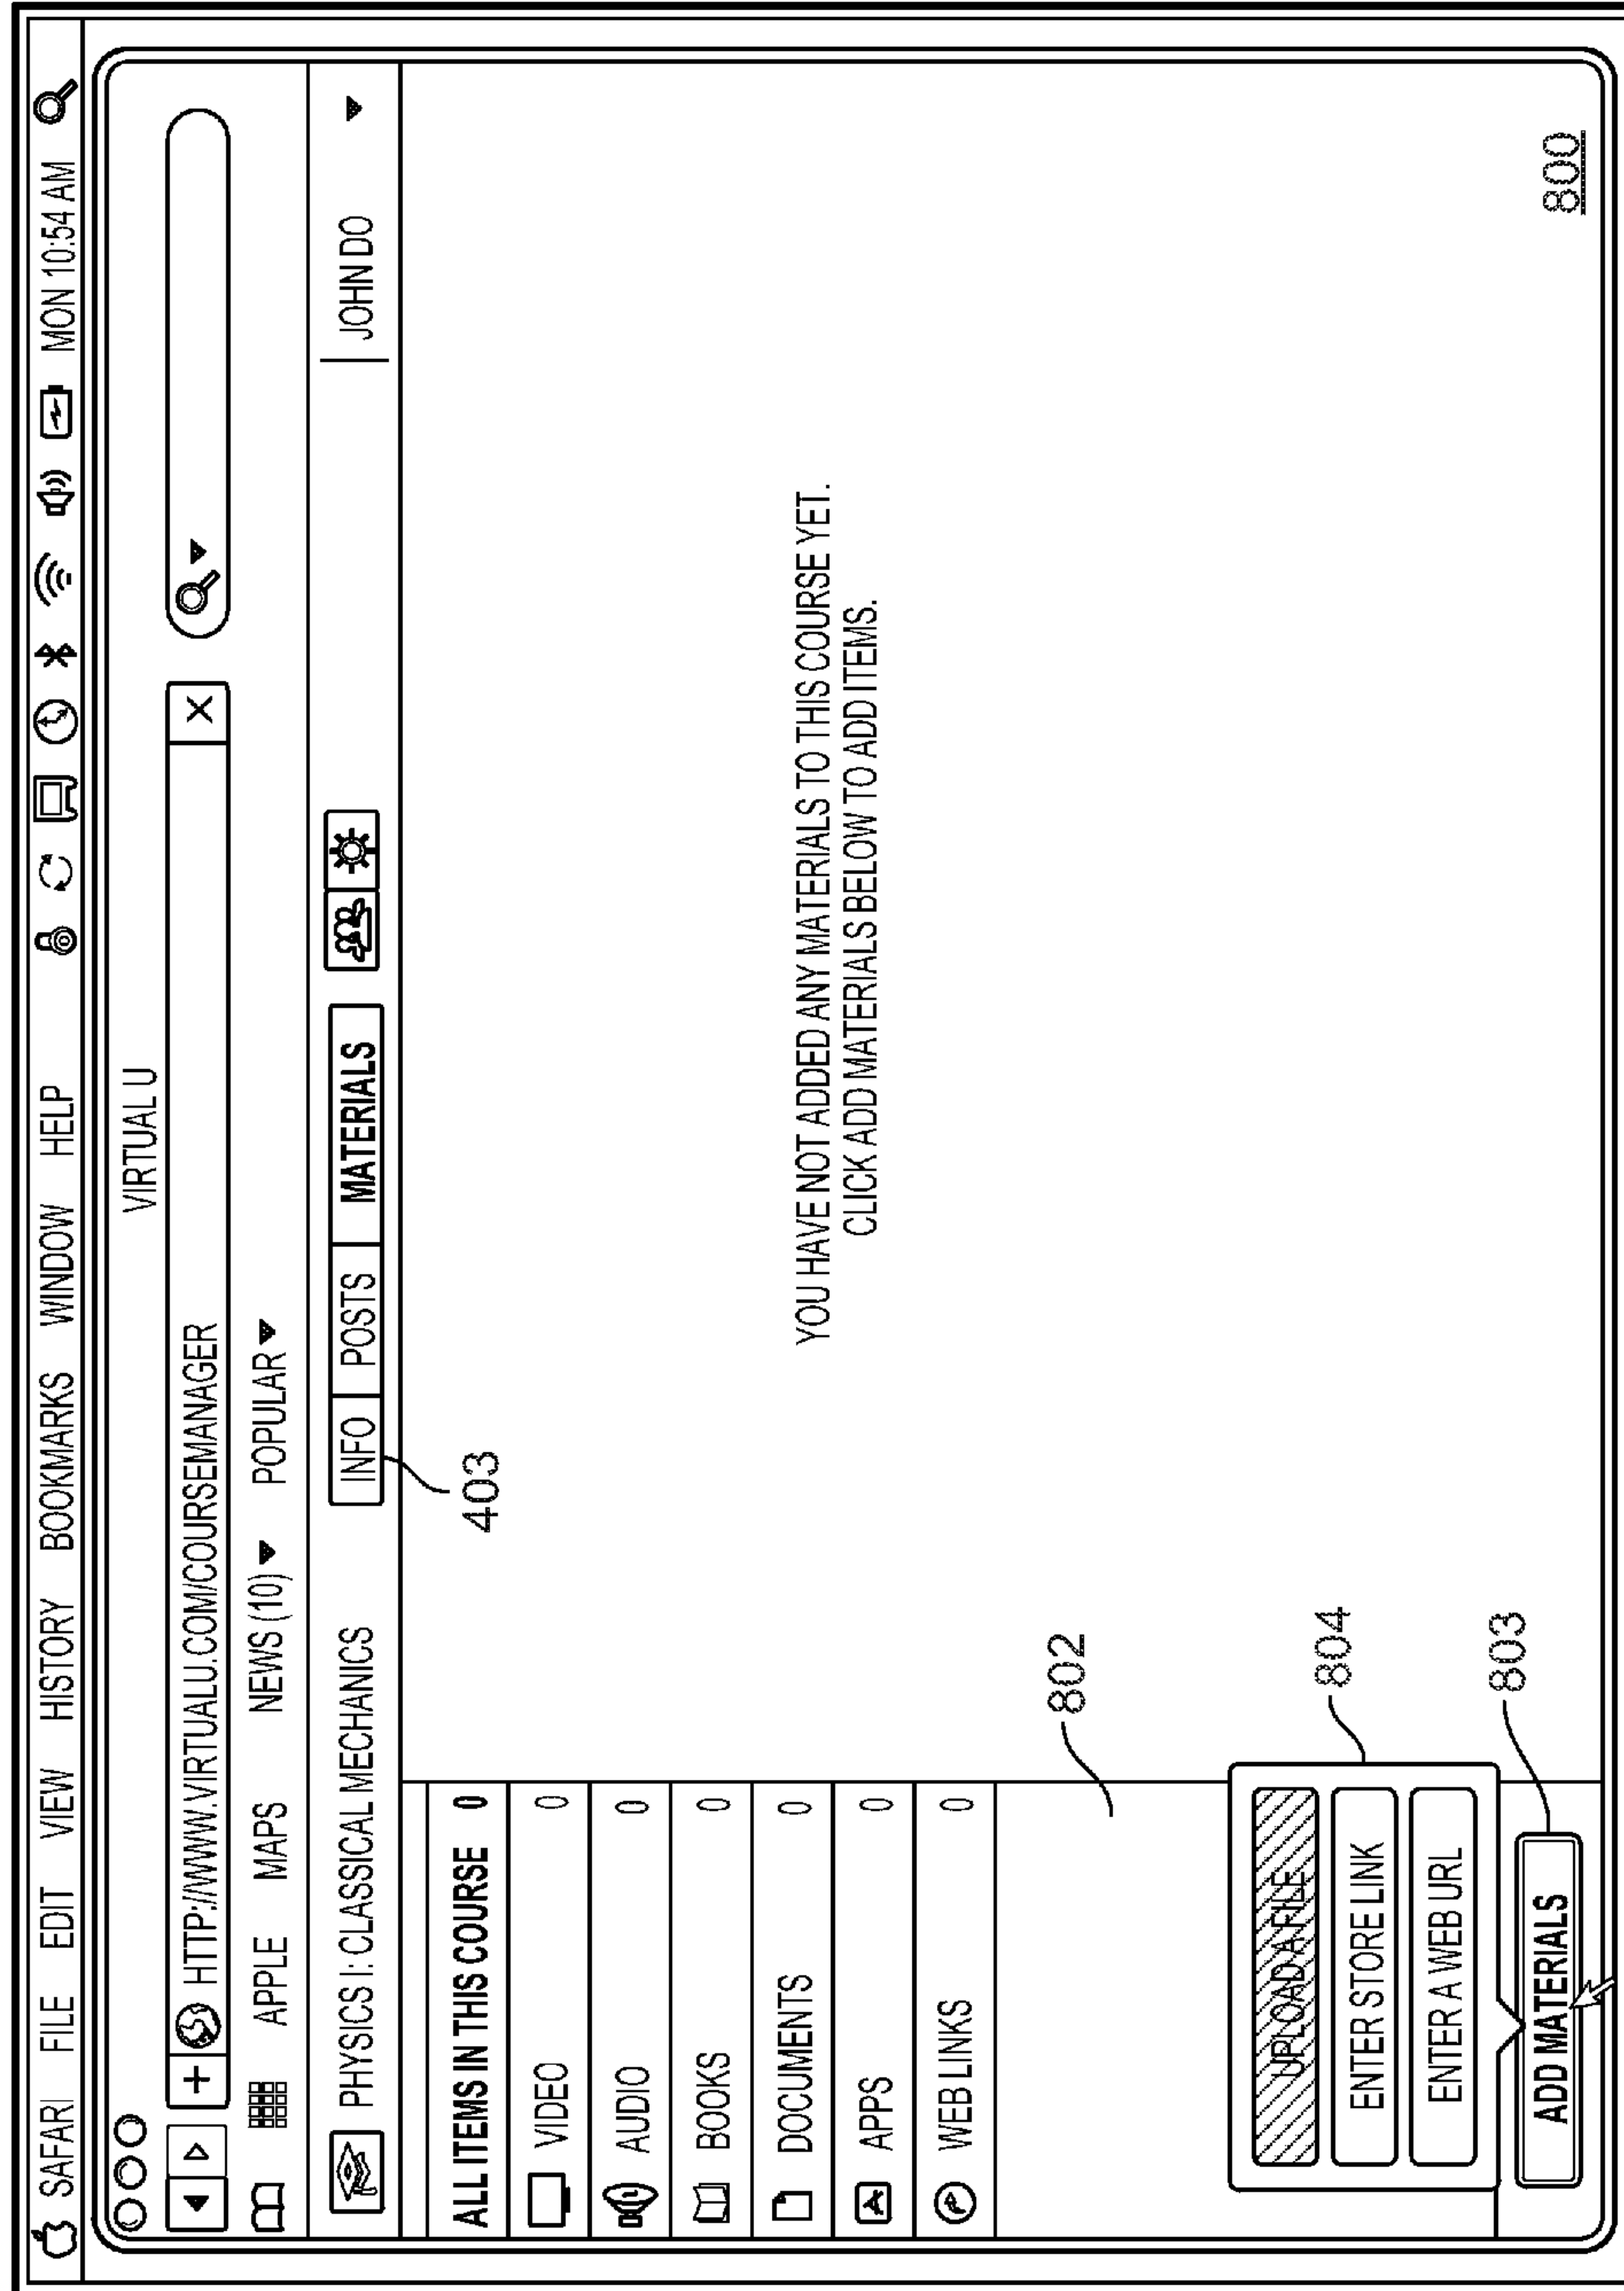 SAFARI FILE EDIT VIEW HISTORY BOOKMARKS WINDOW HELP MON 10:54 AM
VIRTUAL U
+ HTTP://WWW.VIRTUALU.COM/COURSEMANAGER X
APPLE MAPS NEWS (10) POPULAR
PHYSICS I: CLASSICAL MECHANICS INFO POSTS MATERIALS JOHN DO
403
ALL ITEMS IN THIS COURSE 0
VIDEO 0
AUDIO 0
BOOKS 0
DOCUMENTS 0
APPS 0
WEB LINKS 0
YOU HAVE NOT ADDED ANY MATERIALS TO THIS COURSE YET.
CLICK ADD MATERIALS BELOW TO ADD ITEMS.
802
UPLOAD A FILE
ENTER STORE LINK
ENTER A WEB URL
804
ADD MATERIALS
803
800